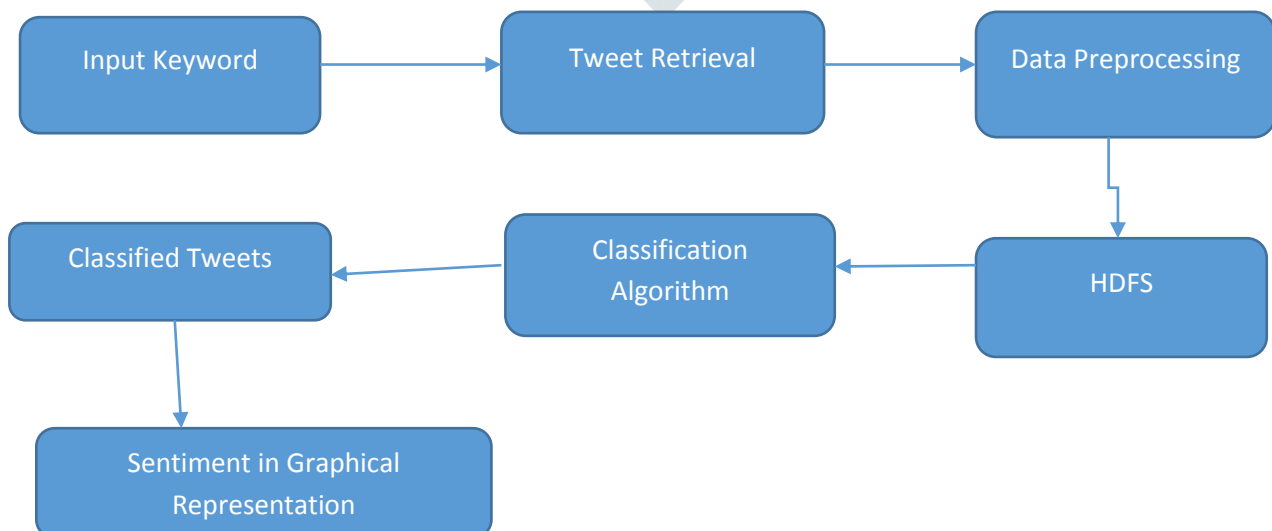 Input Keyword
Tweet Retrieval
Data Preprocessing
HDFS
Classification
Algorithm
Classified Tweets
Sentiment in Graphical
Representation